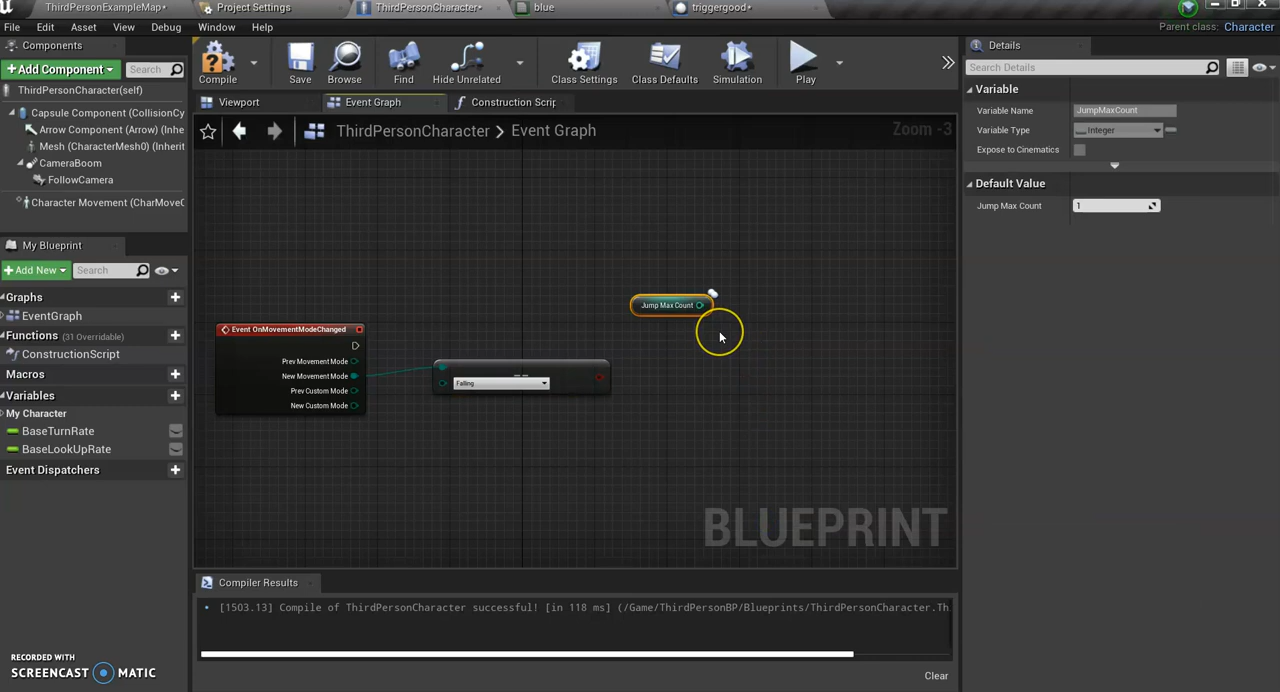 ThirdPersonExampleMap*
Project Settings
ThirdPersonCharacter*
blue
triggergood*
File Edit Asset View Debug Window Help
Parent class: Character
Components
+Add Component
Search
ThirdPersonCharacter(self)
Capsule Component (CollisionCy
Arrow Component (Arrow) (Inhe
Mesh (CharacterMesh0) (Inherit
CameraBoom
FollowCamera
Character Movement (CharMoveC
My Blueprint
+Add New
Search
Graphs
EventGraph
Functions (31 Overridable)
ConstructionScript
Macros
Variables
My Character
BaseTurnRate
BaseLookUpRate
Event Dispatchers
Compile
Save
Browse
Find
Hide Unrelated
Class Settings
Class Defaults
Simulation
Play
Viewport
Event Graph
Construction Scrip
ThirdPersonCharacter > Event Graph
Zoom -3
Jump Max Count
Event OnMovementModeChanged
Prev Movement Mode
New Movement Mode
Prev Custom Mode
New Custom Mode
==
Falling
BLUEPRINT
Compiler Results
[1503.13] Compile of ThirdPersonCharacter successful! [in 118 ms] (/Game/ThirdPersonBP/Blueprints/ThirdPersonCharacter.Th
Clear
Details
Search Details
Variable
Variable Name JumpMaxCount
Variable Type Integer
Expose to Cinematics
Default Value
Jump Max Count 1
RECORDED WITH
SCREENCAST MATIC